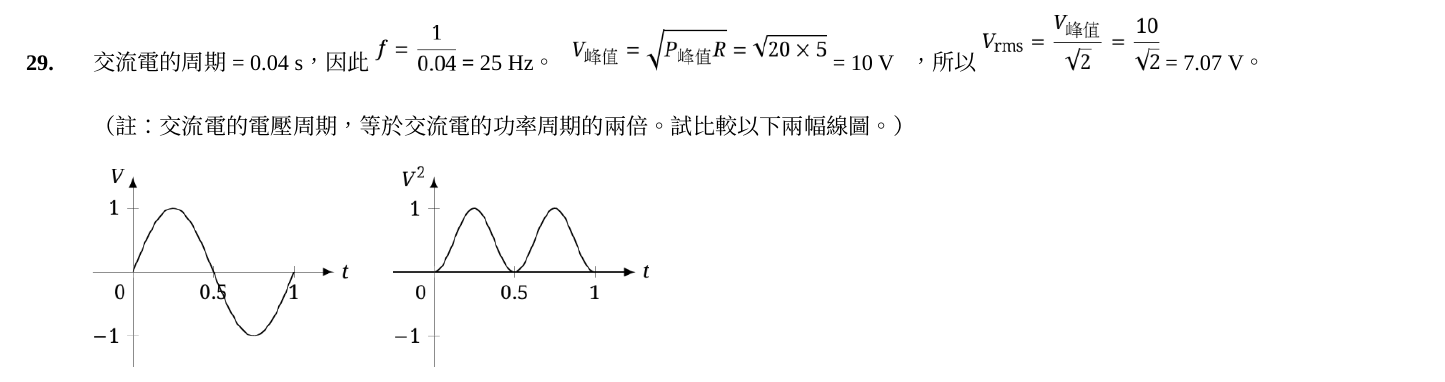 29. 交流電的周期 = 0.04 s，因此 f = 1/0.04 = 25 Hz。 V峰值 = √(P峰值R) = √(20 × 5) = 10 V ，所以 Vrms = V峰值/√2 = 10/√2 = 7.07 V。
（註：交流電的電壓周期，等於交流電的功率周期的兩倍。試比較以下兩幅線圖。）
V
1
0 0.5 1 t
−1
V²
1
0 0.5 1 t
−1